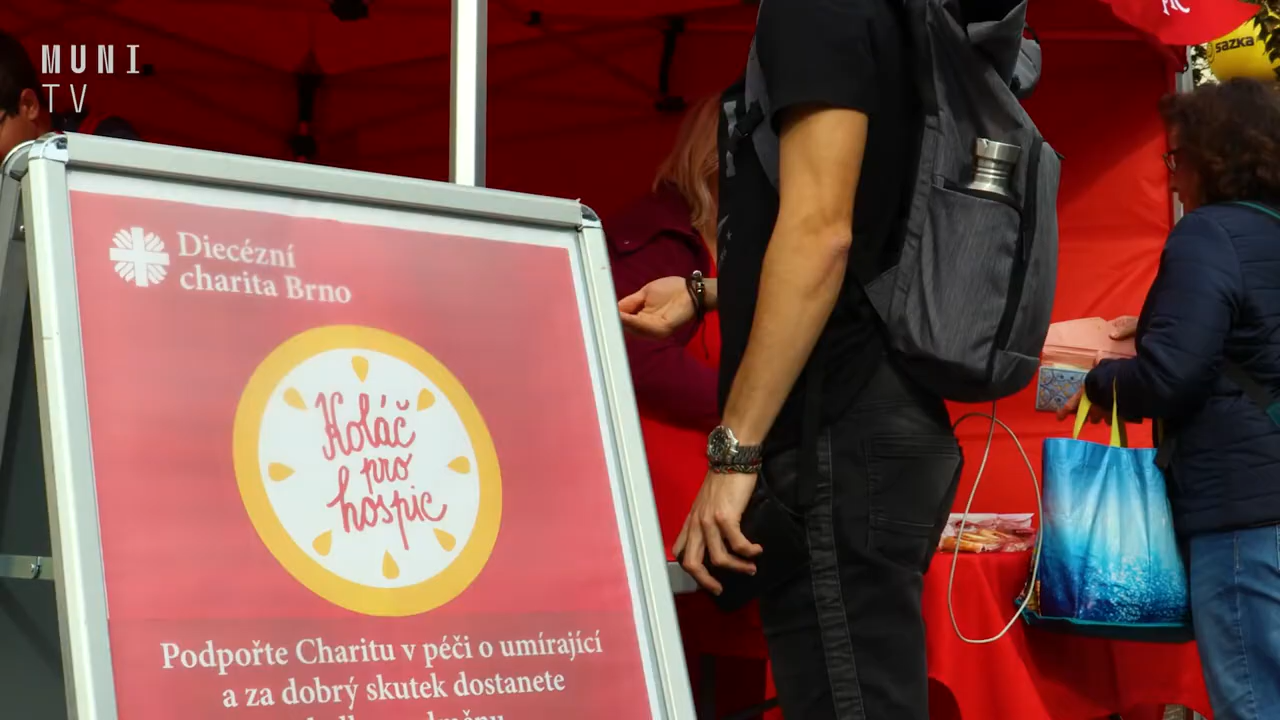 MUNI
TV
sazka
Diecézní
charita Brno
Koláč
pro
hospic
Podpořte Charitu v péči o umírající
a za dobrý skutek dostanete